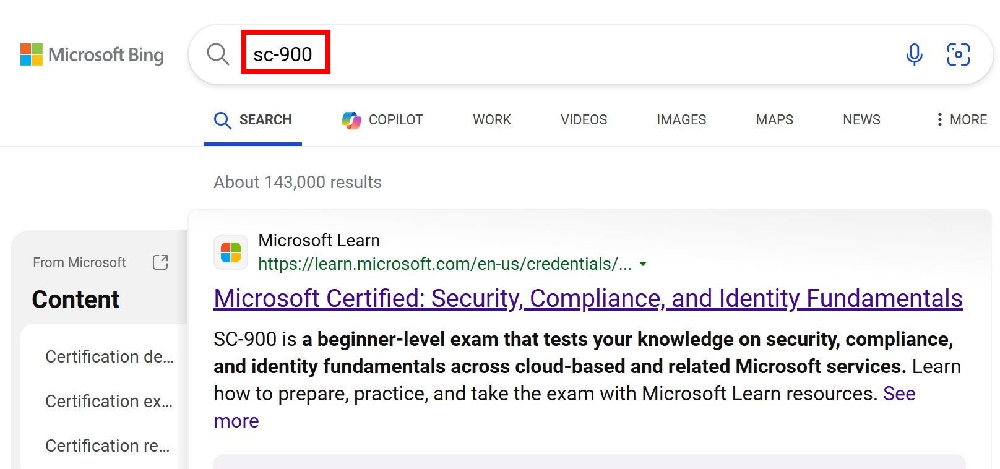 Microsoft Bing
sc-900
SEARCH
COPILOT
WORK
VIDEOS
IMAGES
MAPS
NEWS
MORE
About 143,000 results
From Microsoft
Content
Certification de...
Certification ex...
Certification re...
Microsoft Learn
https://learn.microsoft.com/en-us/credentials/...
Microsoft Certified: Security, Compliance, and Identity Fundamentals
SC-900 is a beginner-level exam that tests your knowledge on security, compliance,
and identity fundamentals across cloud-based and related Microsoft services. Learn
how to prepare, practice, and take the exam with Microsoft Learn resources. See
more